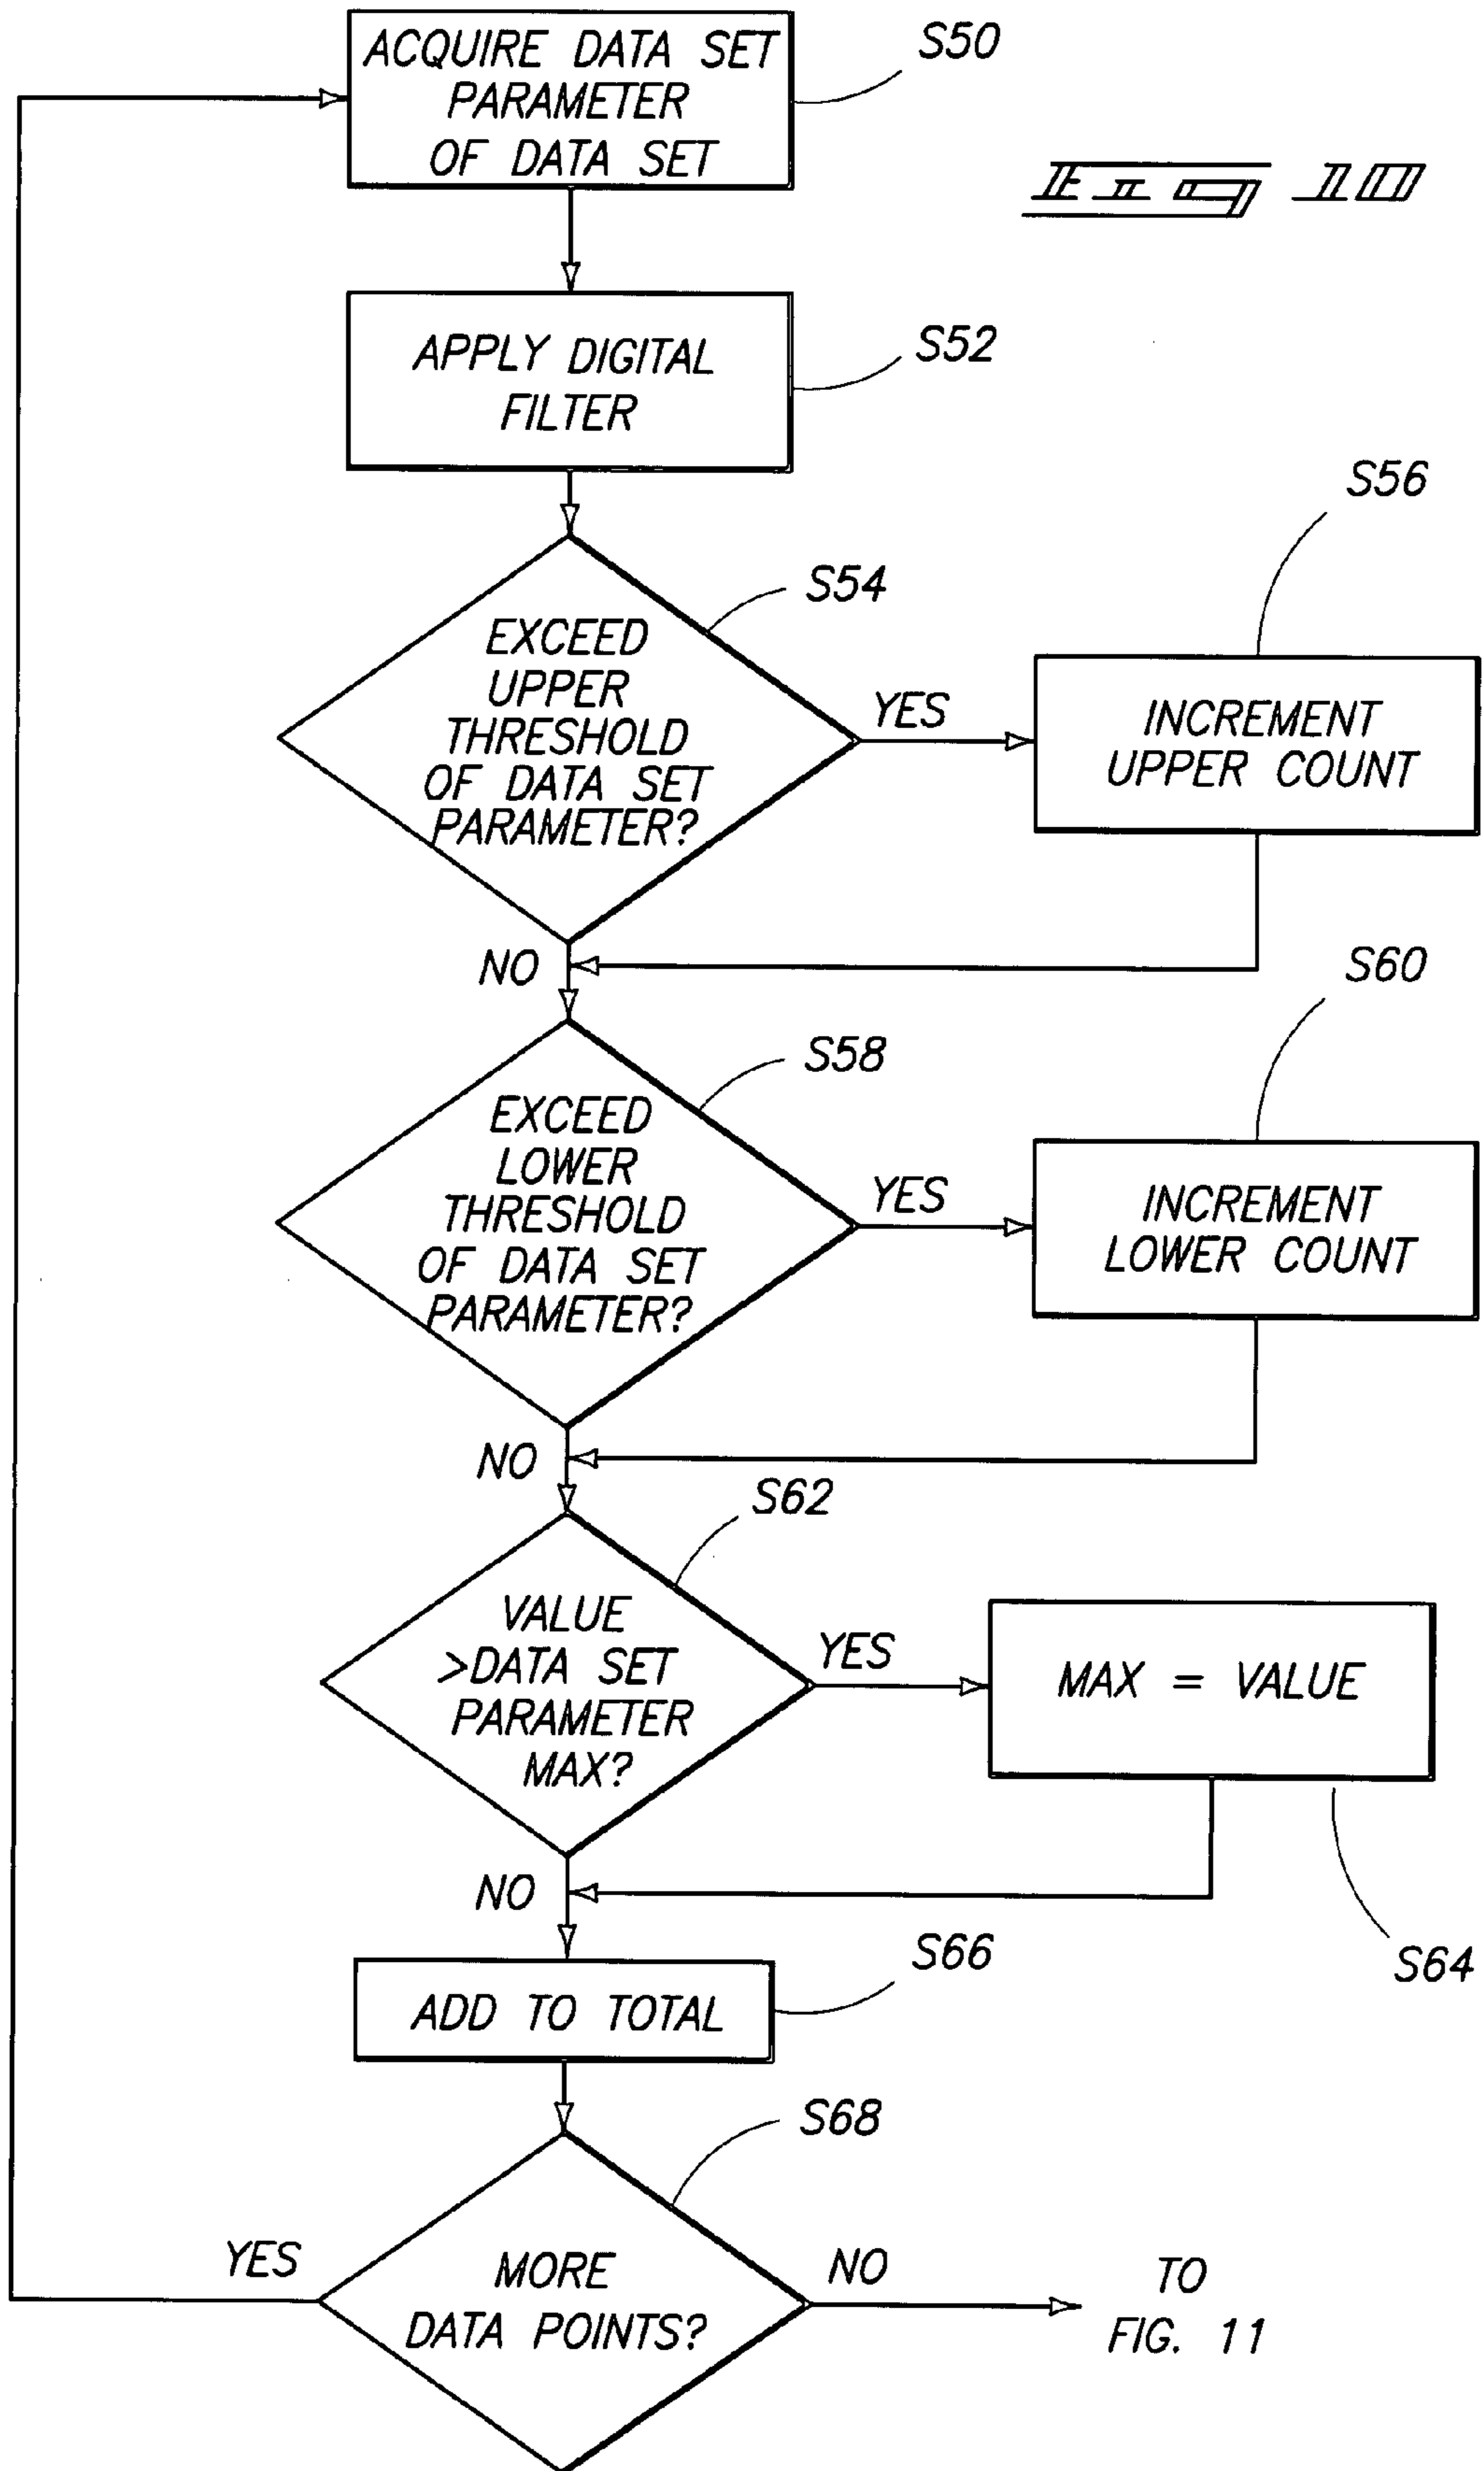 ACQUIRE DATA SET
PARAMETER
OF DATA SET
S50
Fig 10
APPLY DIGITAL
FILTER
S52
EXCEED
UPPER
THRESHOLD
OF DATA SET
PARAMETER?
S54
YES
S56
INCREMENT
UPPER COUNT
NO
EXCEED
LOWER
THRESHOLD
OF DATA SET
PARAMETER?
S58
YES
S60
INCREMENT
LOWER COUNT
NO
VALUE
>DATA SET
PARAMETER
MAX?
S62
YES
MAX = VALUE
S64
NO
ADD TO TOTAL
S66
MORE
DATA POINTS?
S68
YES
NO
TO
FIG. 11